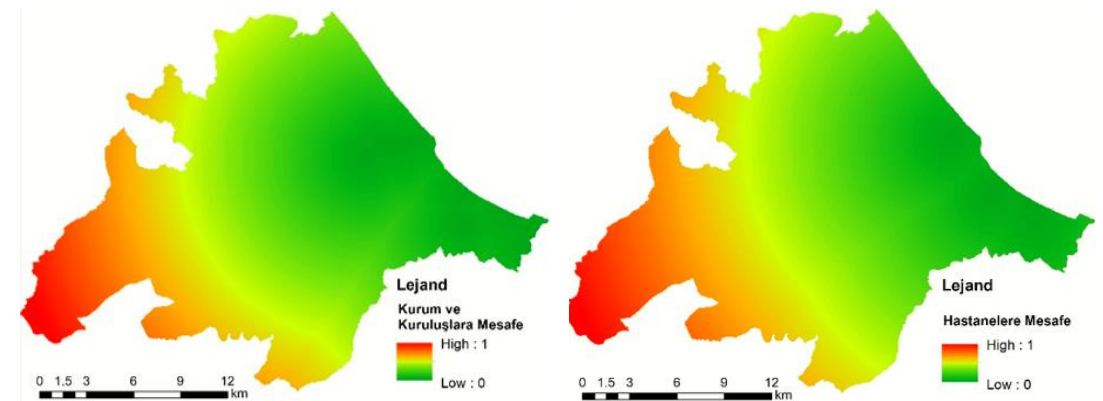 Lejand
Kurum ve
Kuruluşlara Mesafe
High : 1
Low : 0
0 1.5 3 6 9 12
km
Lejand
Hastanelere Mesafe
High : 1
Low : 0
0 1.5 3 6 9 12
km